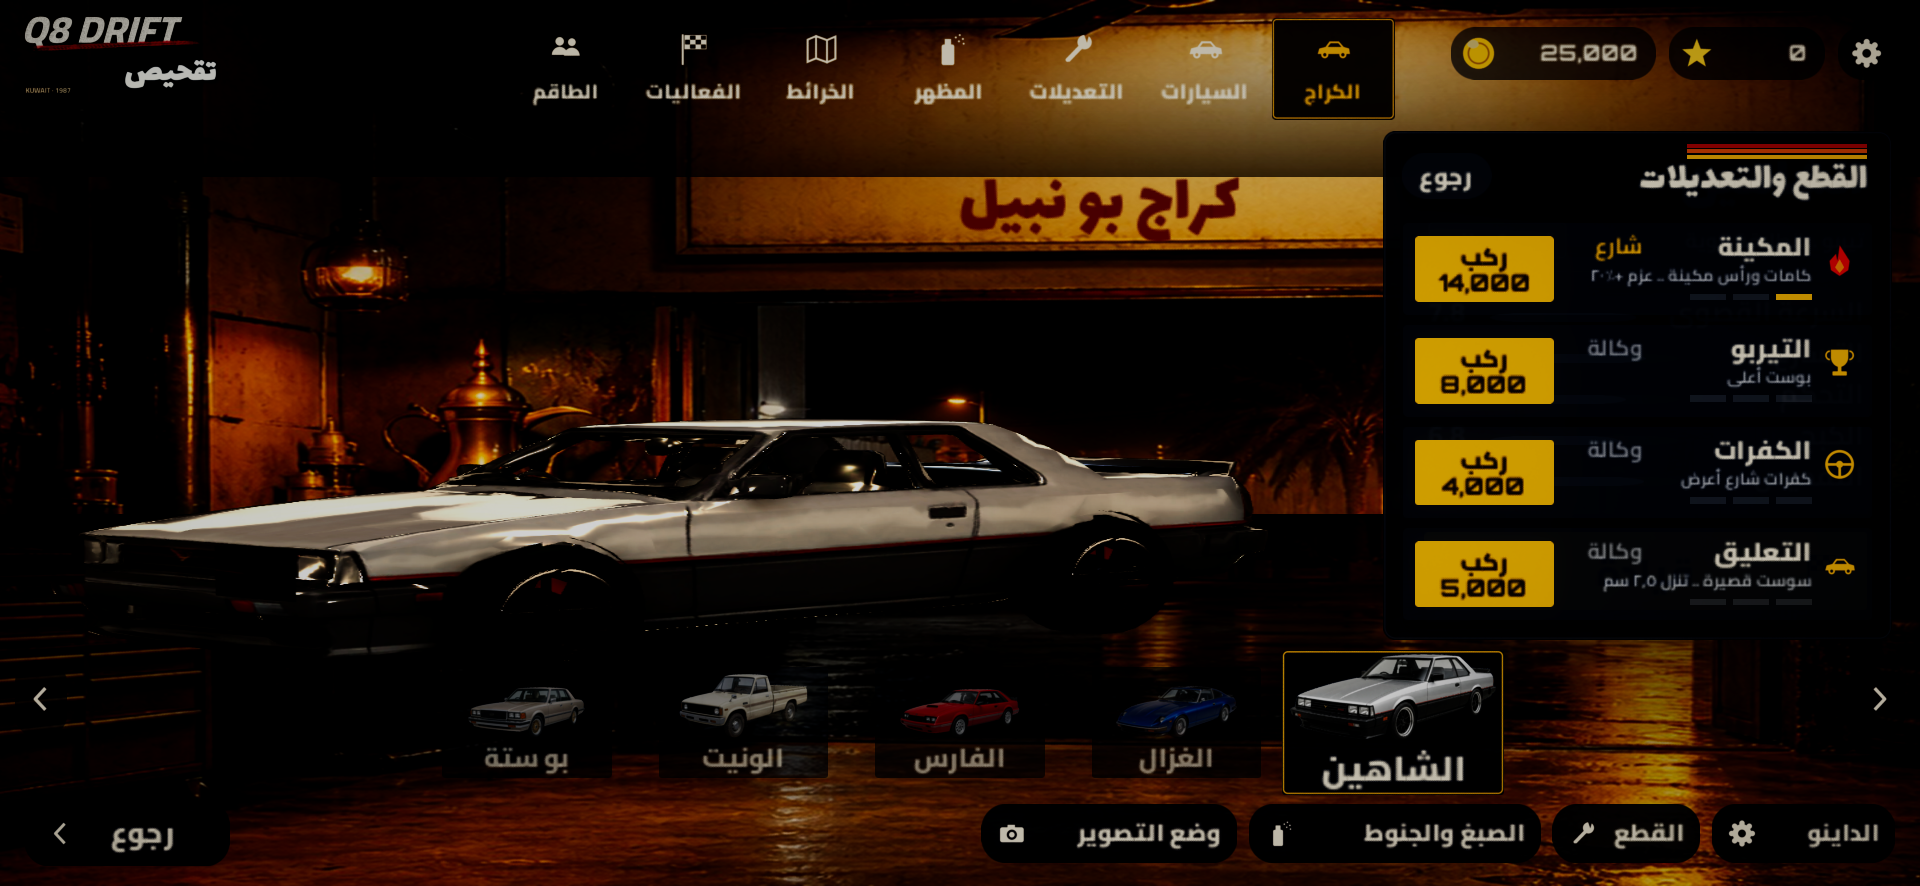 Q8 DRIFT
تفحيص
KUWAIT · 1987
0
25,000
الكراج
السيارات
التعديلات
المظهر
الخرائط
الفعاليات
الطاقم
كراج بو نبيل
القطع والتعديلات
رجوع
المكينة
شارع
كامات ورأس مكينة – عزم +٢٠٪
ركب
14,000
التيربو
وكالة
بوست أعلى
ركب
8,000
الكفرات
وكالة
كفرات شارع أعرض
ركب
4,000
التعليق
وكالة
سوست قصيرة – تنزل ٢,٥ سم
ركب
5,000
الشاهين
الغزال
الفارس
الونيت
بو ستة
الداينو
القطع
الصبغ والجنوط
وضع التصوير
رجوع